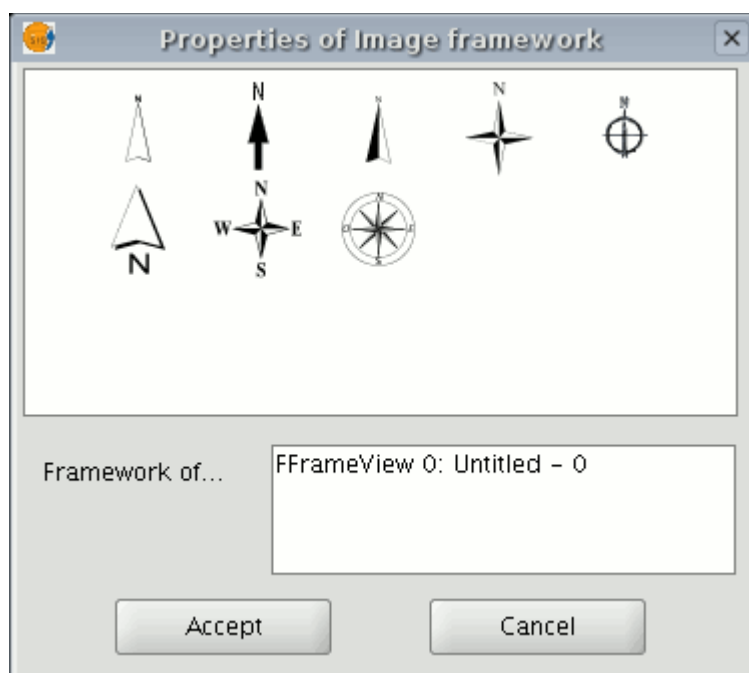 Properties of Image framework
N N N N N
N
N
W E
S
N
O E
S
Framework of...
FFrameView 0: Untitled - 0
Accept Cancel